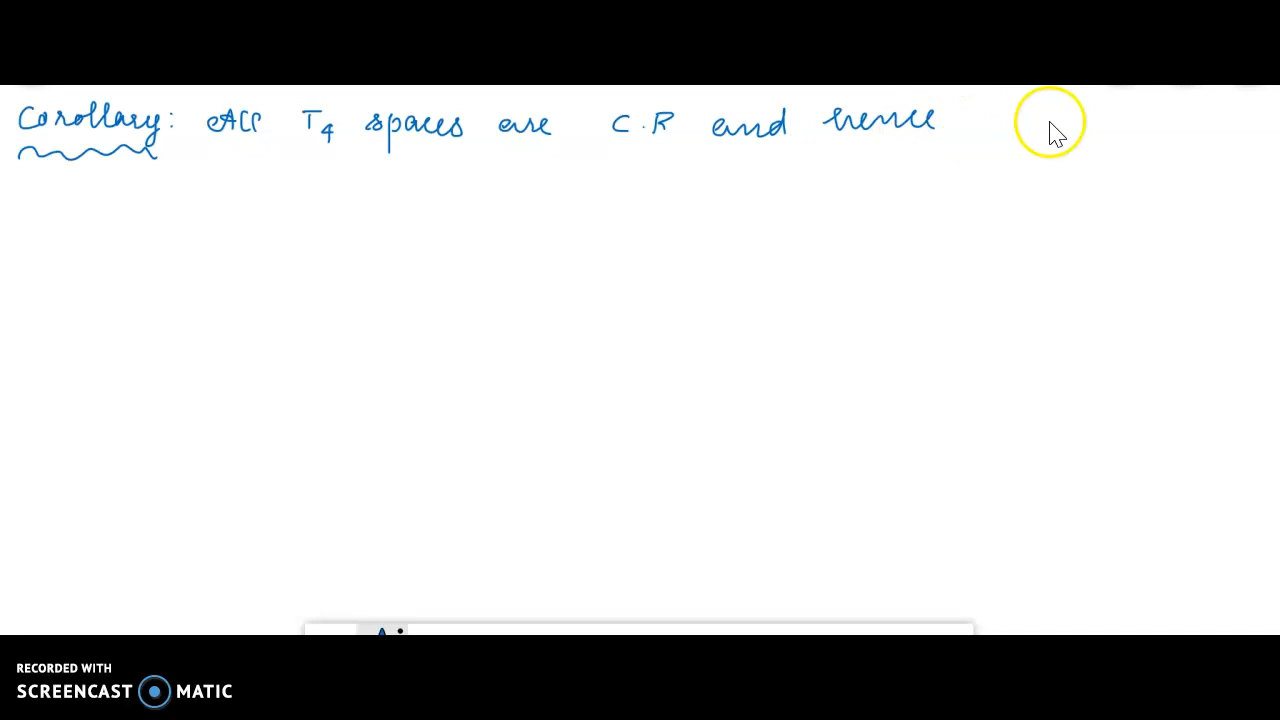 Corollary: All T4 spaces are C.R and hence
RECORDED WITH
SCREENCAST MATIC